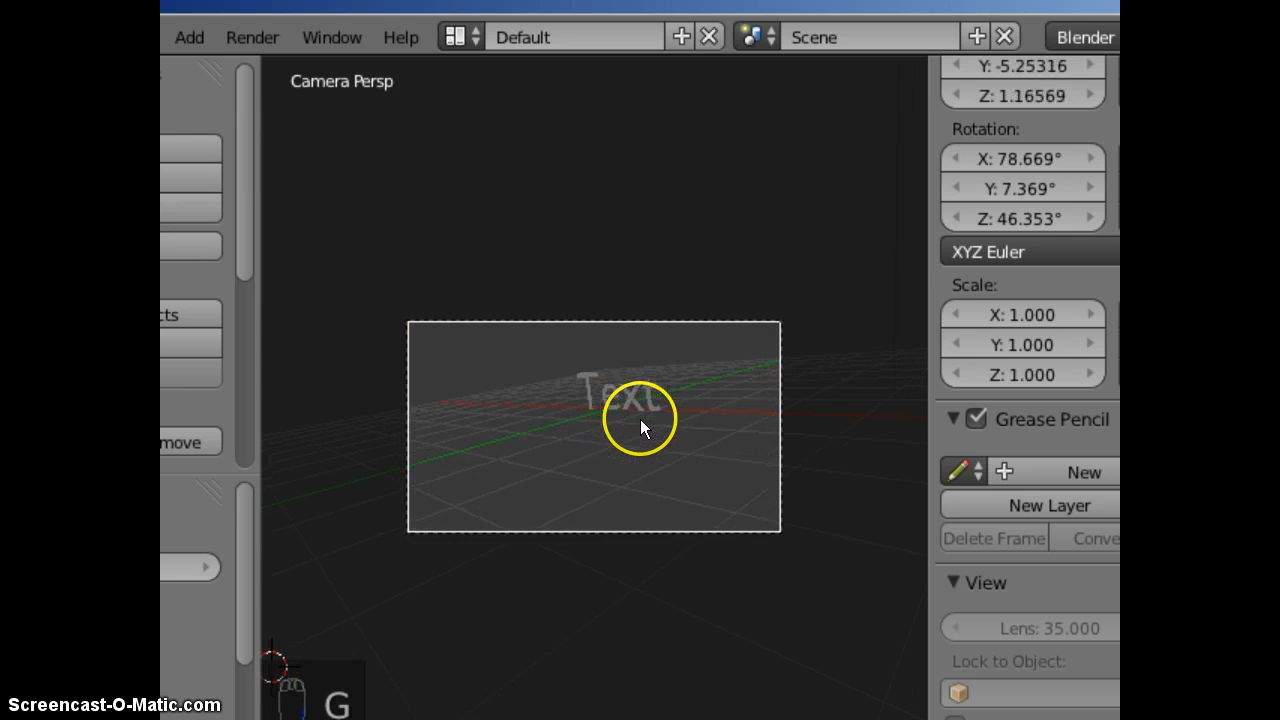 Add Render Window Help Default Scene Blender
Camera Persp
Y: -5.25316
Z: 1.16569
Rotation:
X: 78.669°
Y: 7.369°
Z: 46.353°
XYZ Euler
Scale:
X: 1.000
Y: 1.000
Z: 1.000
cts
Text
Grease Pencil
move
New
New Layer
Delete Frame Conve
View
Lens: 35.000
Lock to Object:
G
Screencast-O-Matic.com